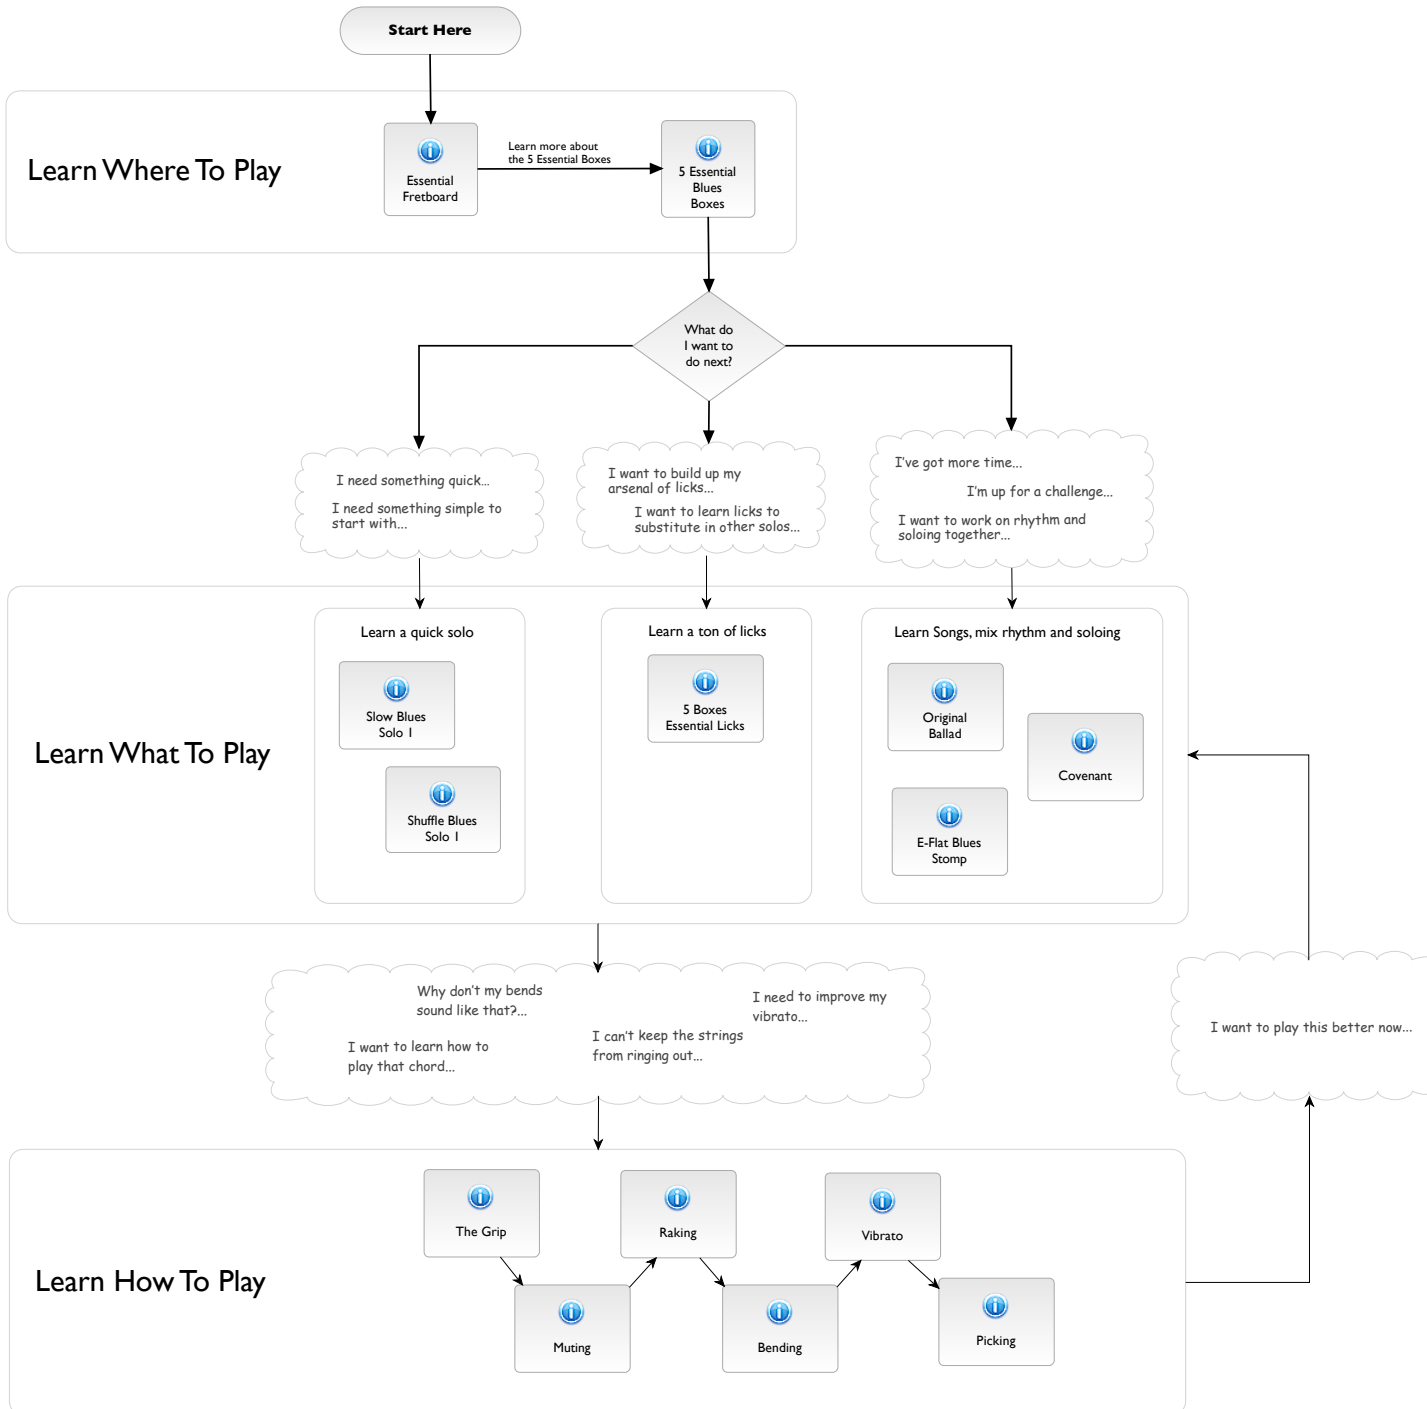 Start Here
Learn Where To Play
Essential
Fretboard
Learn more about
the 5 Essential Boxes
5 Essential
Blues
Boxes
What do
I want to
do next?
I need something quick...
I need something simple to
start with...
I want to build up my
arsenal of licks...
I want to learn licks to
substitute in other solos...
I've got more time...
I'm up for a challenge...
I want to work on rhythm and
soloing together...
Learn What To Play
Learn a quick solo
Slow Blues
Solo 1
Shuffle Blues
Solo 1
Learn a ton of licks
5 Boxes
Essential Licks
Learn Songs, mix rhythm and soloing
Original
Ballad
Covenant
E-Flat Blues
Stomp
Why don't my bends
sound like that?...
I need to improve my
vibrato...
I can't keep the strings
from ringing out...
I want to learn how to
play that chord...
I want to play this better now...
Learn How To Play
The Grip
Muting
Raking
Bending
Vibrato
Picking